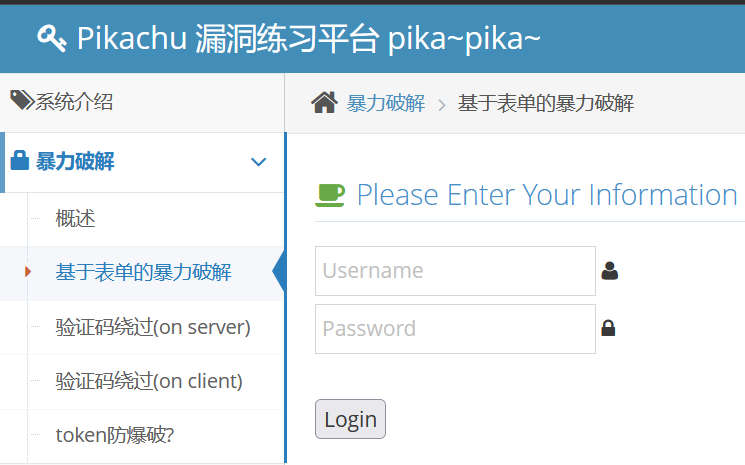 Pikachu 漏洞练习平台 pika~pika~
系统介绍
暴力破解
概述
基于表单的暴力破解
验证码绕过(on server)
验证码绕过(on client)
token防爆破?
暴力破解 > 基于表单的暴力破解
Please Enter Your Information
Username
Password
Login